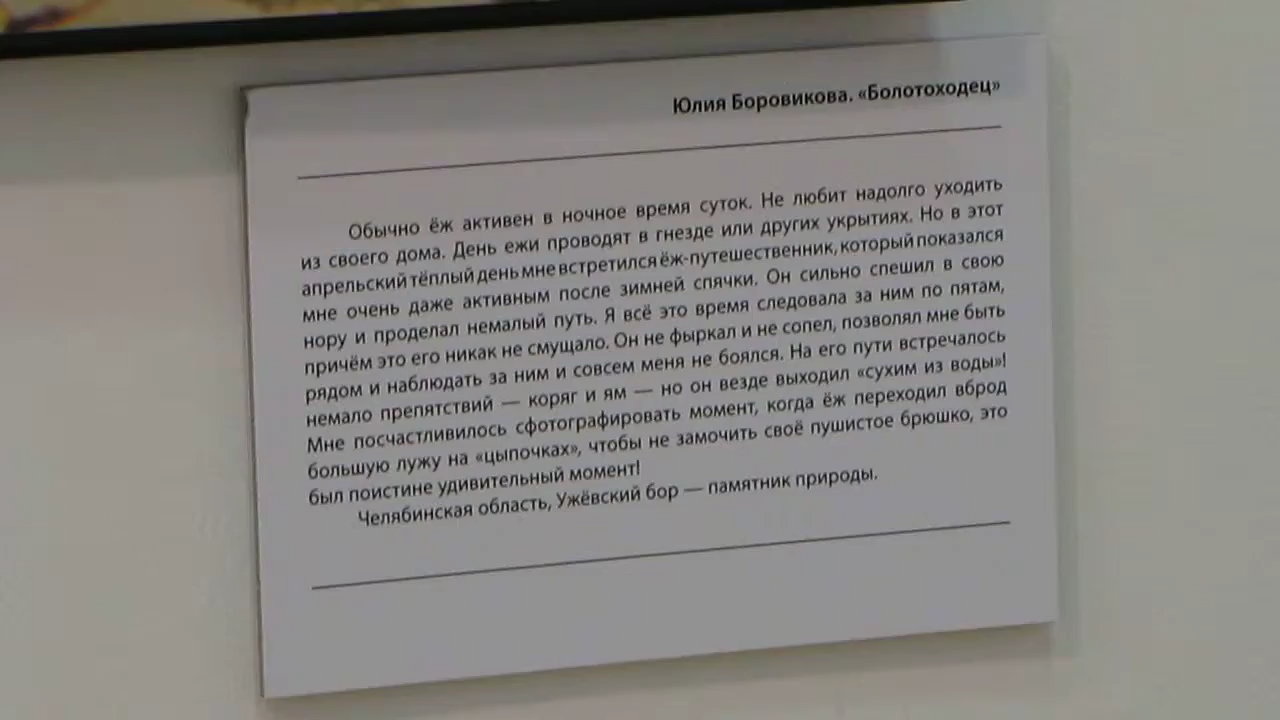 Юлия Боровикова. «Болотоходец»
Обычно ёж активен в ночное время суток. Не любит надолго уходить
из своего дома. День ежи проводят в гнезде или других укрытиях. Но в этот
апрельский тёплый день мне встретился ёж-путешественник, который показался
мне очень даже активным после зимней спячки. Он сильно спешил в свою
нору и проделал немалый путь. Я всё это время следовала за ним по пятам,
причём это его никак не смущало. Он не фыркал и не сопел, позволял мне быть
рядом и наблюдать за ним и совсем меня не боялся. На его пути встречалось
немало препятствий — коряг и ям — но он везде выходил «сухим из воды»!
Мне посчастливилось сфотографировать момент, когда ёж переходил вброд
большую лужу на «цыпочках», чтобы не замочить своё пушистое брюшко, это
был поистине удивительный момент!
Челябинская область, Ужёвский бор — памятник природы.